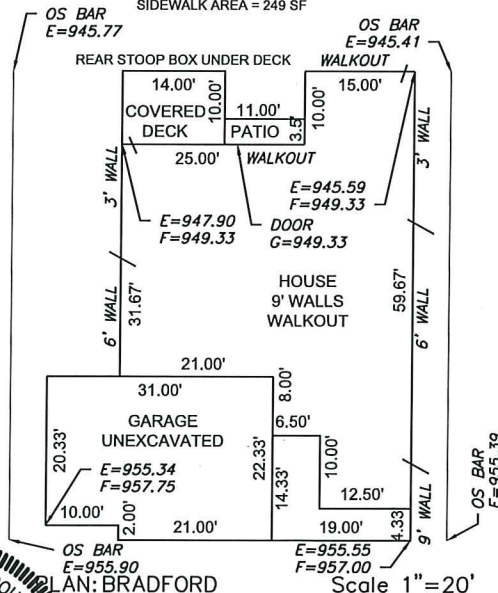 SIDEWALK AREA = 249 SF
OS BAR
E=945.77
OS BAR
E=945.41
REAR STOOP BOX UNDER DECK
WALKOUT
14.00'
15.00'
10.00'
COVERED
DECK
11.00'
PATIO
3.5'
10.00'
25.00'
WALKOUT
3' WALL
3' WALL
E=945.59
F=949.33
E=947.90
F=949.33
DOOR
G=949.33
HOUSE
9' WALLS
WALKOUT
6' WALL
31.67'
59.67'
6' WALL
21.00'
31.00'
8.00'
GARAGE
UNEXCAVATED
6.50'
20.33'
22.33'
14.33'
10.00'
E=955.34
F=957.75
12.50'
10.00'
2.00'
21.00'
19.00'
4.33
9' WALL
OS BAR
E=955.39
OS BAR
E=955.90
E=955.55
F=957.00
LAN: BRADFORD
Scale 1"=20'